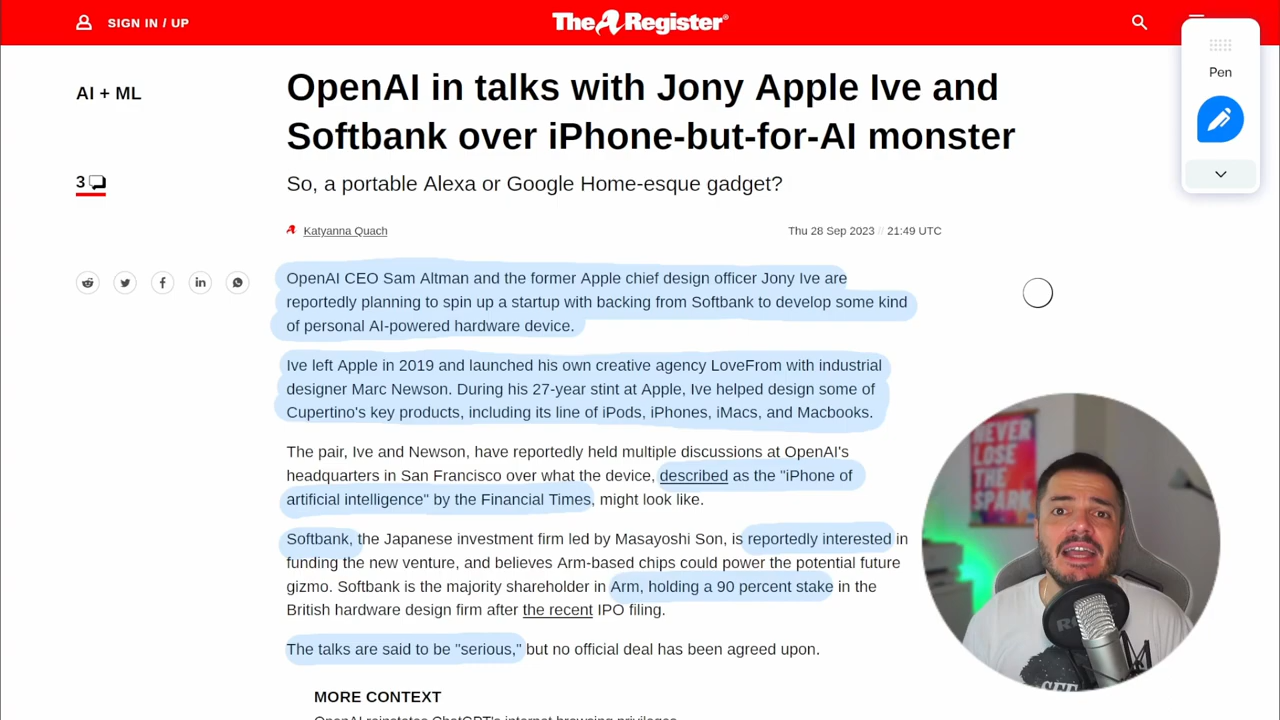 SIGN IN / UP
The Register®
Pen
AI + ML
OpenAI in talks with Jony Apple Ive and
Softbank over iPhone-but-for-AI monster
3
So, a portable Alexa or Google Home-esque gadget?
Katyanna Quach
Thu 28 Sep 2023 // 21:49 UTC
OpenAI CEO Sam Altman and the former Apple chief design officer Jony Ive are
reportedly planning to spin up a startup with backing from Softbank to develop some kind
of personal AI-powered hardware device.
Ive left Apple in 2019 and launched his own creative agency LoveFrom with industrial
designer Marc Newson. During his 27-year stint at Apple, Ive helped design some of
Cupertino's key products, including its line of iPods, iPhones, iMacs, and Macbooks.
The pair, Ive and Newson, have reportedly held multiple discussions at OpenAI's
headquarters in San Francisco over what the device, described as the "iPhone of
artificial intelligence" by the Financial Times, might look like.
Softbank, the Japanese investment firm led by Masayoshi Son, is reportedly interested in
funding the new venture, and believes Arm-based chips could power the potential future
gizmo. Softbank is the majority shareholder in Arm, holding a 90 percent stake in the
British hardware design firm after the recent IPO filing.
The talks are said to be "serious," but no official deal has been agreed upon.
MORE CONTEXT
OpenAI reinstates ChatGPT's internet browsing privileges
NEVER
LOSE
THE
SPARK